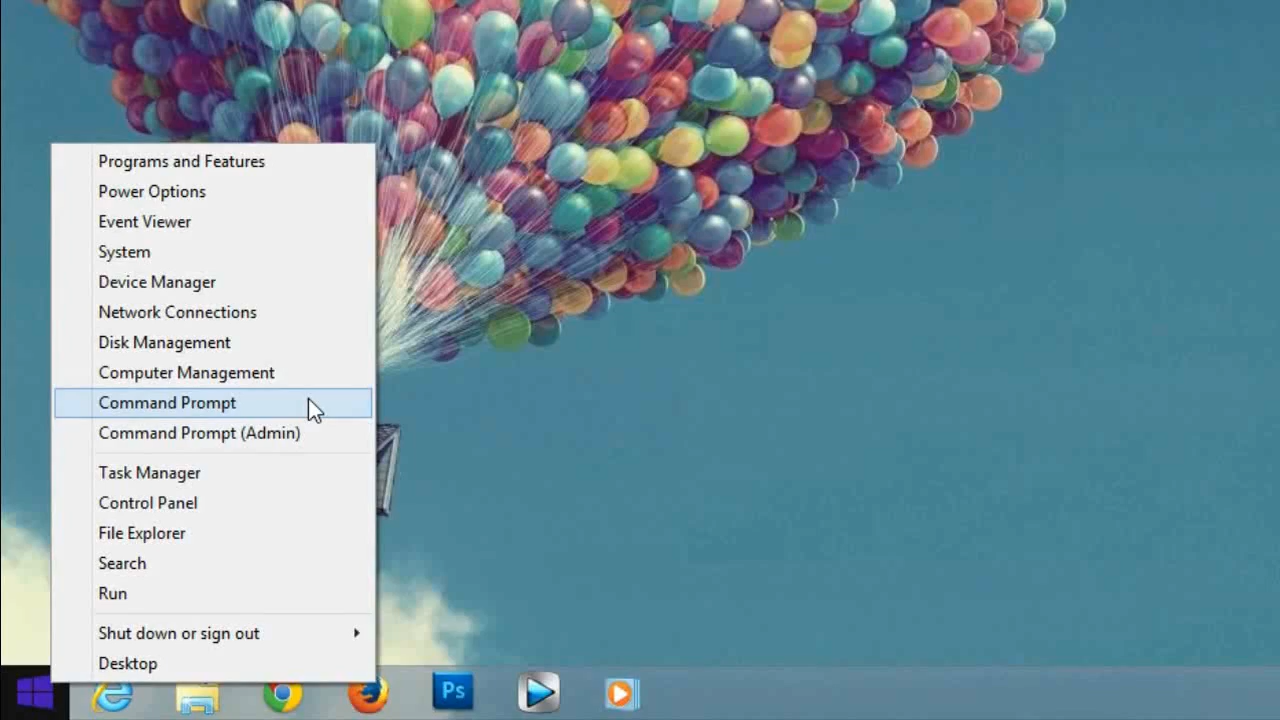 Programs and Features
Power Options
Event Viewer
System
Device Manager
Network Connections
Disk Management
Computer Management
Command Prompt
Command Prompt (Admin)
Task Manager
Control Panel
File Explorer
Search
Run
Shut down or sign out
Desktop
Ps